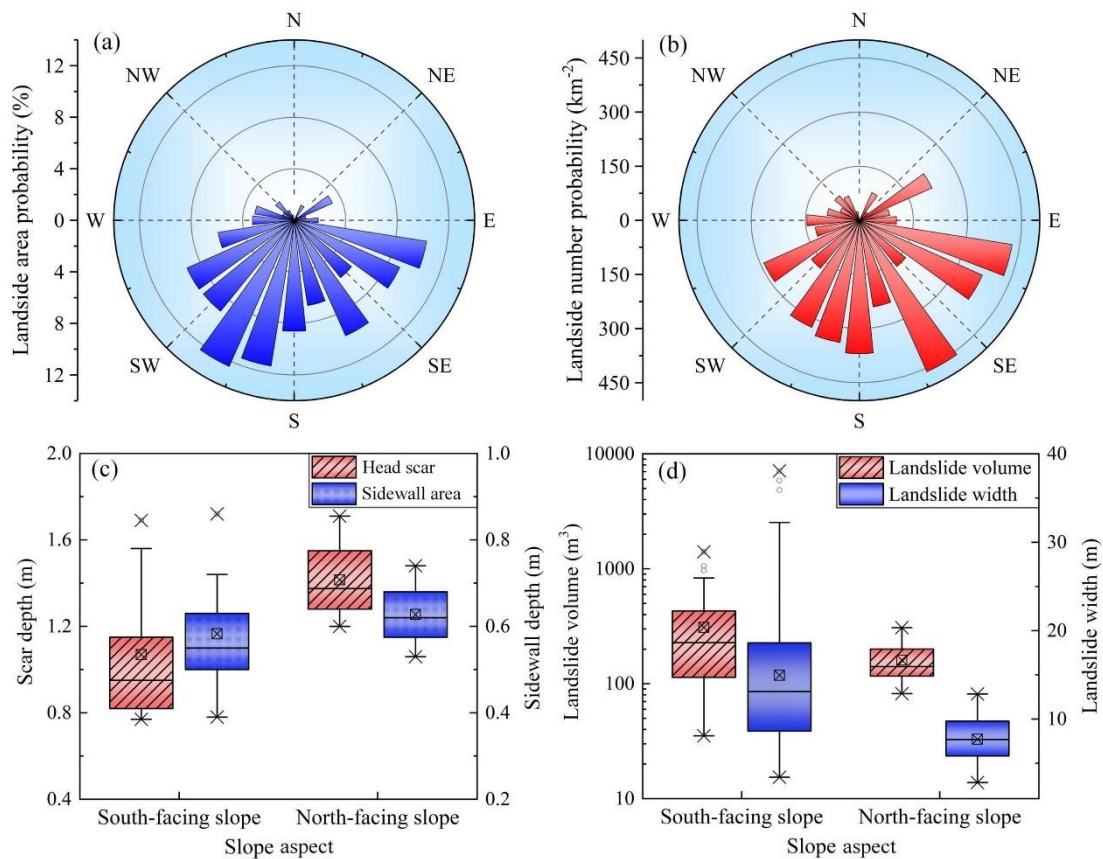 (a)
N
NE
E
SE
S
SW
W
NW
Landside area probability (%)
12
8
4
0
4
8
12
(b)
N
NE
E
SE
S
SW
W
NW
Landside number probability (km⁻²)
450
300
150
0
150
300
450
(c)
Head scar
Sidewall area
Scar depth (m)
2.0
1.6
1.2
0.8
0.4
Sidewall depth (m)
1.0
0.8
0.6
0.4
0.2
South-facing slope
North-facing slope
Slope aspect
(d)
Landslide volume
Landslide width
Landslide volume (m³)
10000
1000
100
10
Landslide width (m)
40
30
20
10
South-facing slope
North-facing slope
Slope aspect